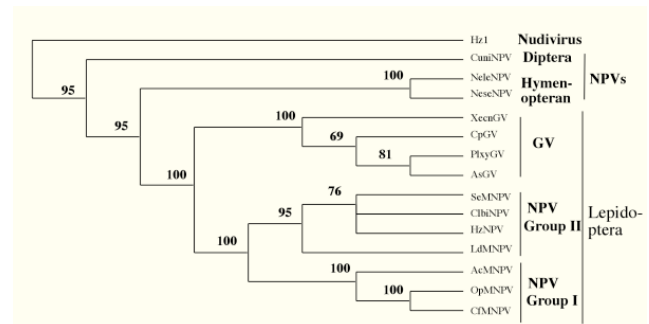 Hz1 Nudivirus
CuniNPV Diptera
95
NeleNPV
100
NeseNPV
Hymen-
opteran
NPVs
95
XecnGV
100
CpGV
69
PlxyGV
81
AsGV
GV
100
SeMNPV
76
ClbiNPV
HzNPV
95
LdMNPV
NPV
Group II
Lepido-
ptera
100
AcMNPV
100
OpMNPV
100
CfMNPV
NPV
Group I